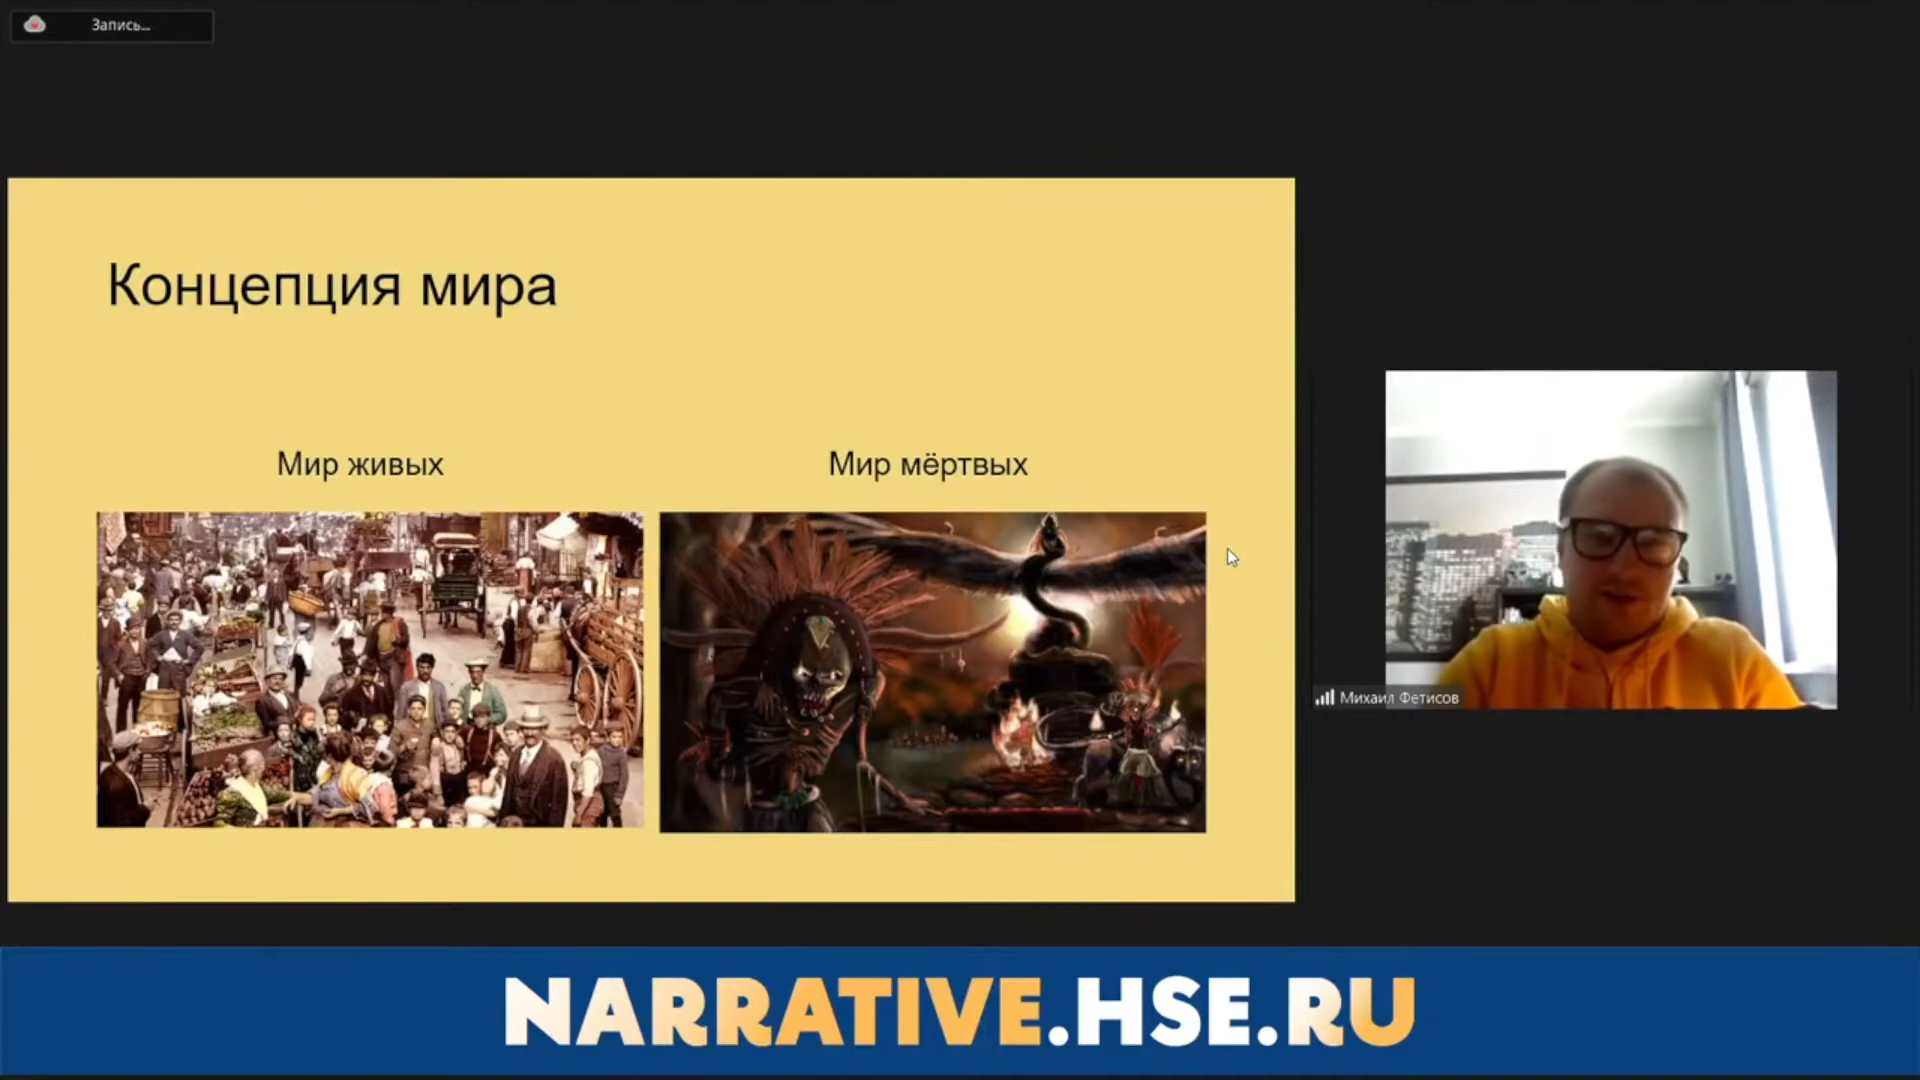 Запись...
Концепция мира
Мир живых
Мир мёртвых
Михаил Фетисов
NARRATIVE.HSE.RU